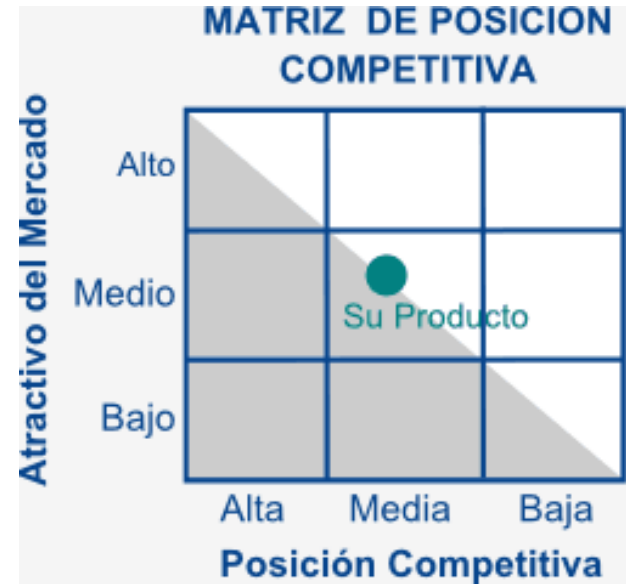 MATRIZ DE POSICION
COMPETITIVA
Atractivo del Mercado
Alto
Medio
Bajo
Su Producto
Alta Media Baja
Posición Competitiva